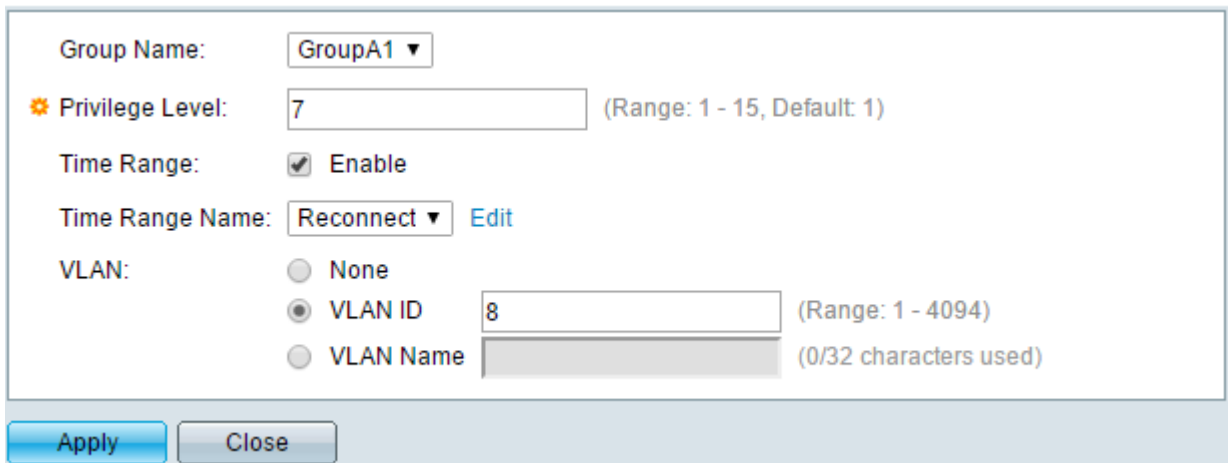 Group Name: GroupA1
Privilege Level: 7 (Range: 1 - 15, Default: 1)
Time Range: Enable
Time Range Name: Reconnect Edit
VLAN: None
VLAN ID 8 (Range: 1 - 4094)
VLAN Name (0/32 characters used)
Apply Close